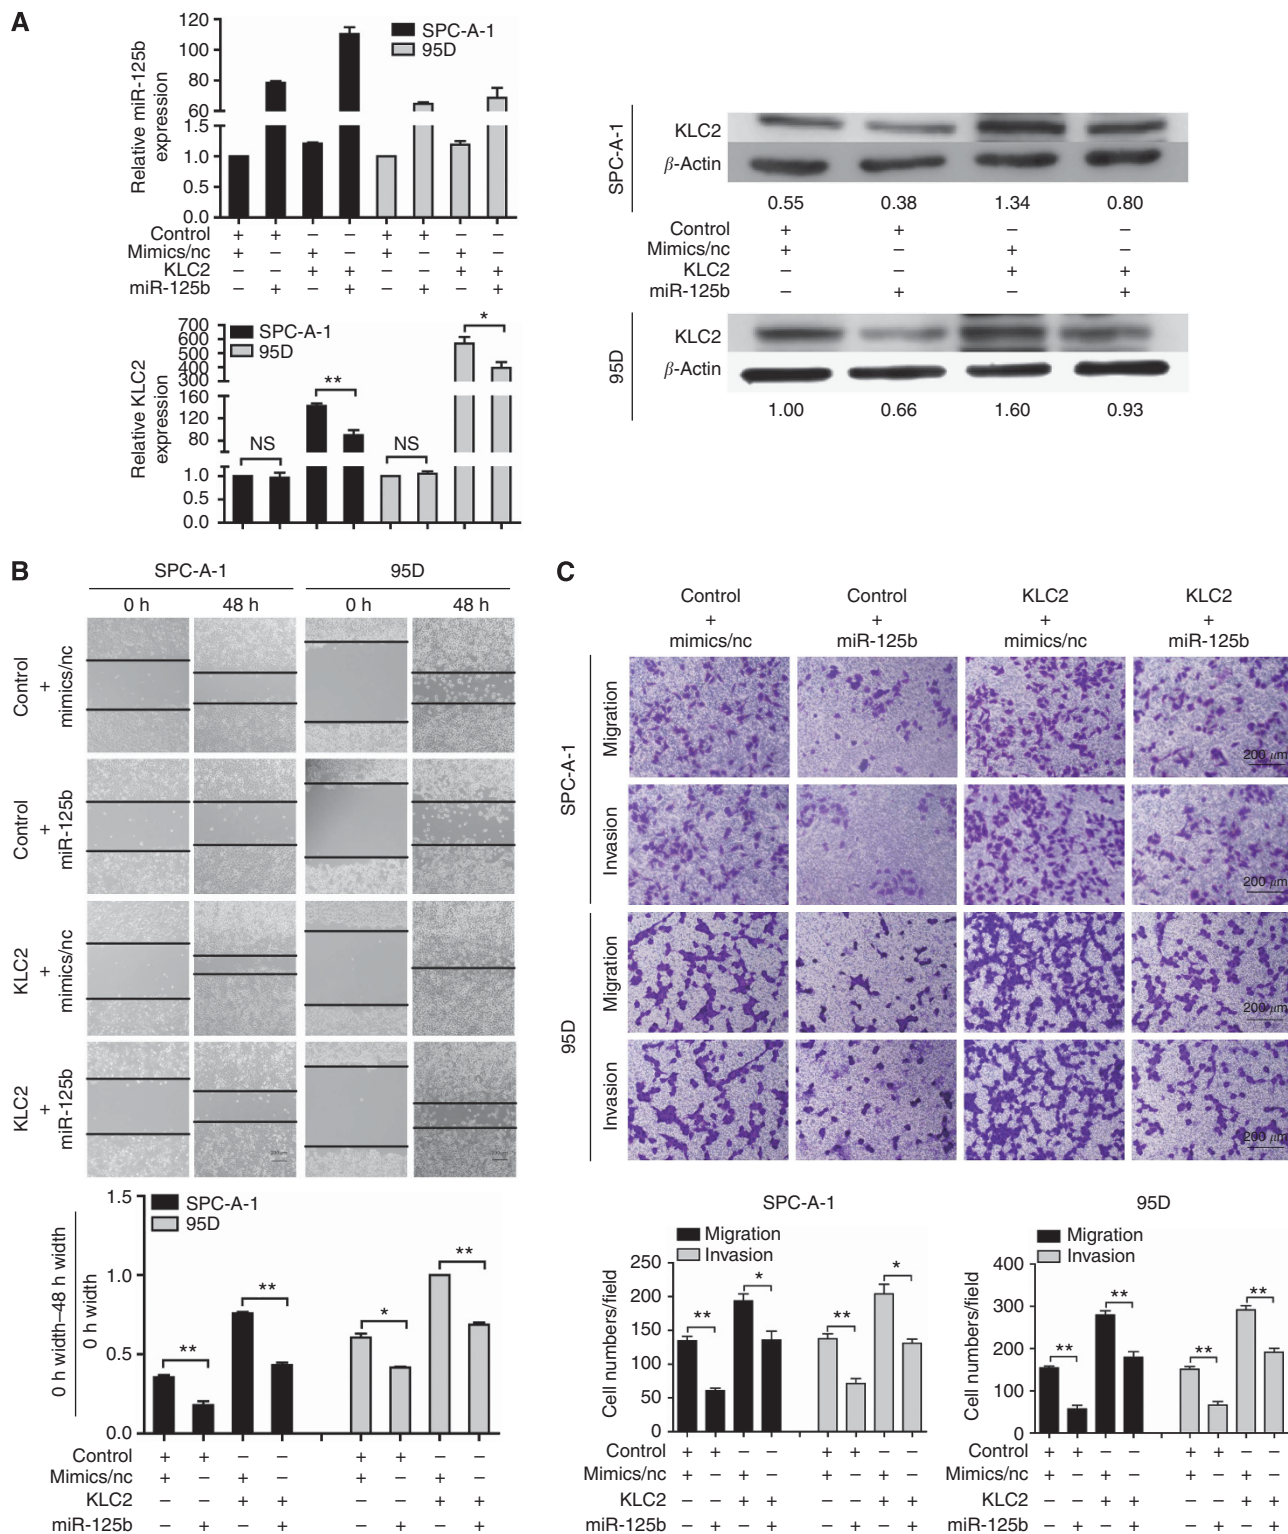 A
Relative miR-125b
expression
120
100
80
60
1.5
1.0
0.5
0.0
SPC-A-1
95D
Control + + – – + + – –
Mimics/nc + – + – + – + –
KLC2 – – + + – – + +
miR-125b – + – + – + – +
Relative KLC2
expression
700
600
500
400
300
160
120
80
1.0
0.5
0.0
SPC-A-1
95D
NS
**
NS
*
SPC-A-1
KLC2
β-Actin
0.55 0.38 1.34 0.80
Control + + – –
Mimics/nc + – + –
KLC2 – – + +
miR-125b – + – +
95D
KLC2
β-Actin
1.00 0.66 1.60 0.93
B
SPC-A-1 95D
0 h 48 h 0 h 48 h
Control
+
mimics/nc
Control
+
miR-125b
KLC2
+
mimics/nc
KLC2
+
miR-125b
0 h width–48 h width
0 h width
1.5
1.0
0.5
0.0
SPC-A-1
95D
** ** * **
Control + + – – + + – –
Mimics/nc + – + – + – + –
KLC2 – – + + – – + +
miR-125b – + – + – + – +
C
Control Control KLC2 KLC2
+ + + +
mimics/nc miR-125b mimics/nc miR-125b
SPC-A-1
Migration
200 μm
Invasion
200 μm
95D
Migration
200 μm
Invasion
200 μm
SPC-A-1
Migration
Invasion
Cell numbers/field
250
200
150
100
50
0
** * ** *
Control + + – – + + – –
Mimics/nc + – + – + – + –
KLC2 – – + + – – + +
miR-125b – + – + – + – +
95D
Migration
Invasion
Cell numbers/field
400
300
200
100
0
** ** ** **
Control + + – – + + – –
Mimics/nc + – + – + – + –
KLC2 – – + + – – + +
miR-125b – + – + – + – +